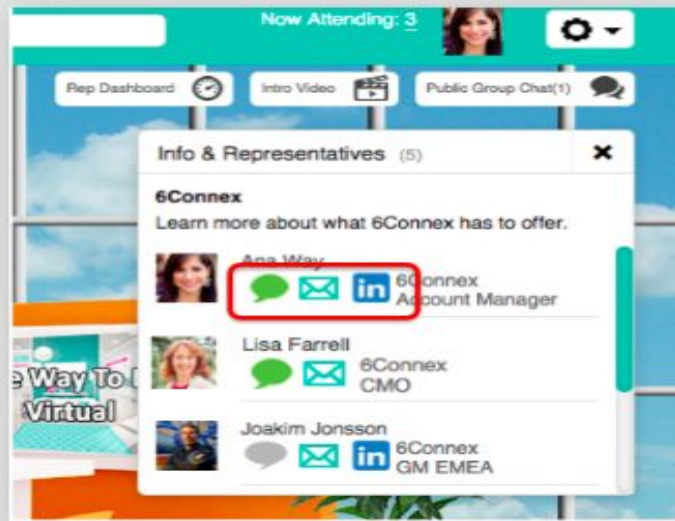 Now Attending: 3
Rep Dashboard
Intro Video
Public Group Chat(1)
Info & Representatives (5)
6Connex
Learn more about what 6Connex has to offer.
Ana Way
in
6Connex
Account Manager
Lisa Farrell
6Connex
CMO
Way To
Virtual
Joakim Jonsson
in
6Connex
GM EMEA